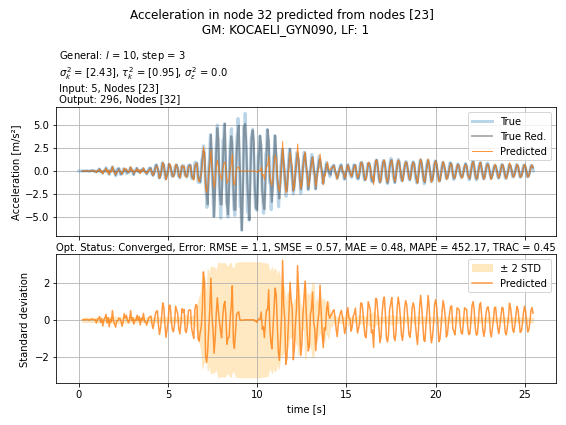 Acceleration in node 32 predicted from nodes [23]
GM: KOCAELI_GYN090, LF: 1
General: l = 10, step = 3
σ²ₖ = [2.43], τ²ₖ = [0.95], σ²ε = 0.0
Input: 5, Nodes [23]
Output: 296, Nodes [32]
True
True Red.
Predicted
Acceleration [m/s²]
5.0
2.5
0.0
−2.5
−5.0
Opt. Status: Converged, Error: RMSE = 1.1, SMSE = 0.57, MAE = 0.48, MAPE = 452.17, TRAC = 0.45
± 2 STD
Predicted
Standard deviation
2
0
−2
0 5 10 15 20 25
time [s]